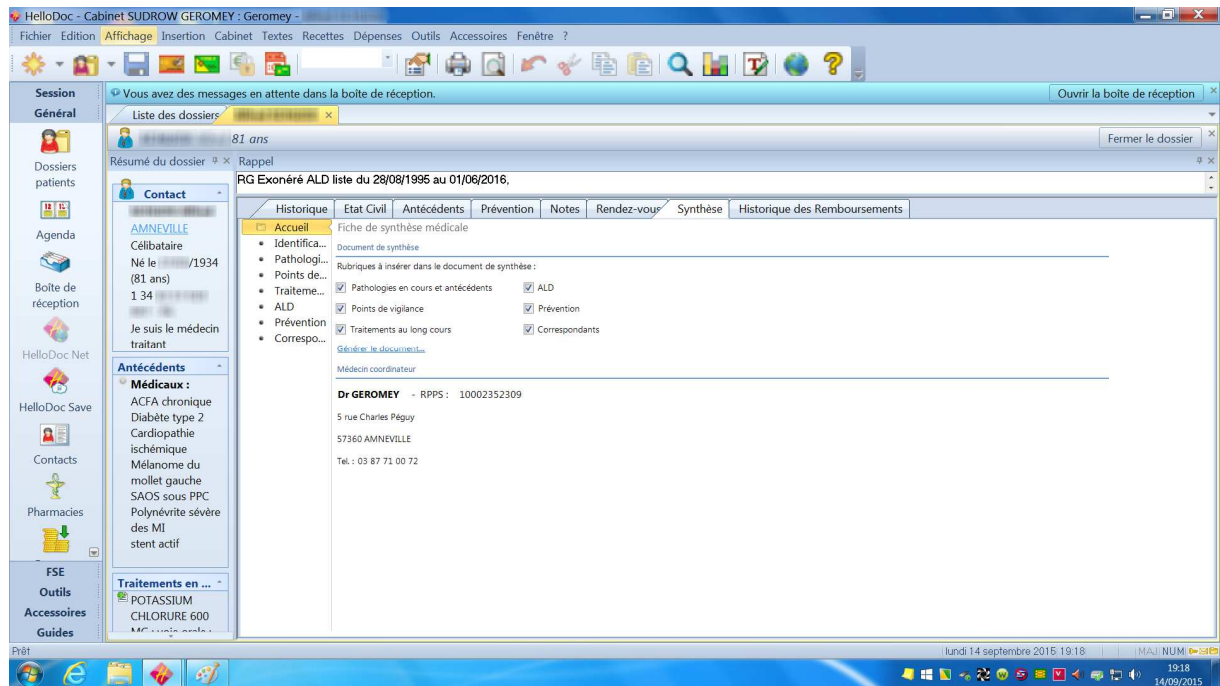 HelloDoc - Cabinet SUDROW GEROMEY : Geromey -
Fichier Edition Affichage Insertion Cabinet Textes Recettes Dépenses Outils Accessoires Fenêtre ?
Session
Vous avez des messages en attente dans la boîte de réception.
Ouvrir la boîte de réception
Général
Liste des dossiers
81 ans
Fermer le dossier
Dossiers
patients
Agenda
Boîte de
réception
HelloDoc Net
HelloDoc Save
Contacts
Pharmacies
FSE
Outils
Accessoires
Guides
Résumé du dossier
Contact
AMNEVILLE
Célibataire
Né le /1934
(81 ans)
1 34
Je suis le médecin
traitant
Antécédents
Médicaux :
ACFA chronique
Diabète type 2
Cardiopathie
ischémique
Mélanome du
mollet gauche
SAOS sous PPC
Polynévrite sévère
des MI
stent actif
Traitements en ...
POTASSIUM
CHLORURE 600
Rappel
RG Exonéré ALD liste du 28/08/1995 au 01/06/2016,
Historique Etat Civil Antécédents Prévention Notes Rendez-vous Synthèse Historique des Remboursements
Accueil
Identifica...
Pathologi...
Points de...
Traiteme...
ALD
Prévention
Correspo...
Fiche de synthèse médicale
Document de synthèse
Rubriques à insérer dans le document de synthèse :
Pathologies en cours et antécédents ALD
Points de vigilance Prévention
Traitements au long cours Correspondants
Générer le document...
Médecin coordinateur
Dr GEROMEY - RPPS : 10002352309
5 rue Charles Péguy
57360 AMNEVILLE
Tel. : 03 87 71 00 72
Prêt
lundi 14 septembre 2015 19:18
MAJ NUM
19:18
14/09/2015